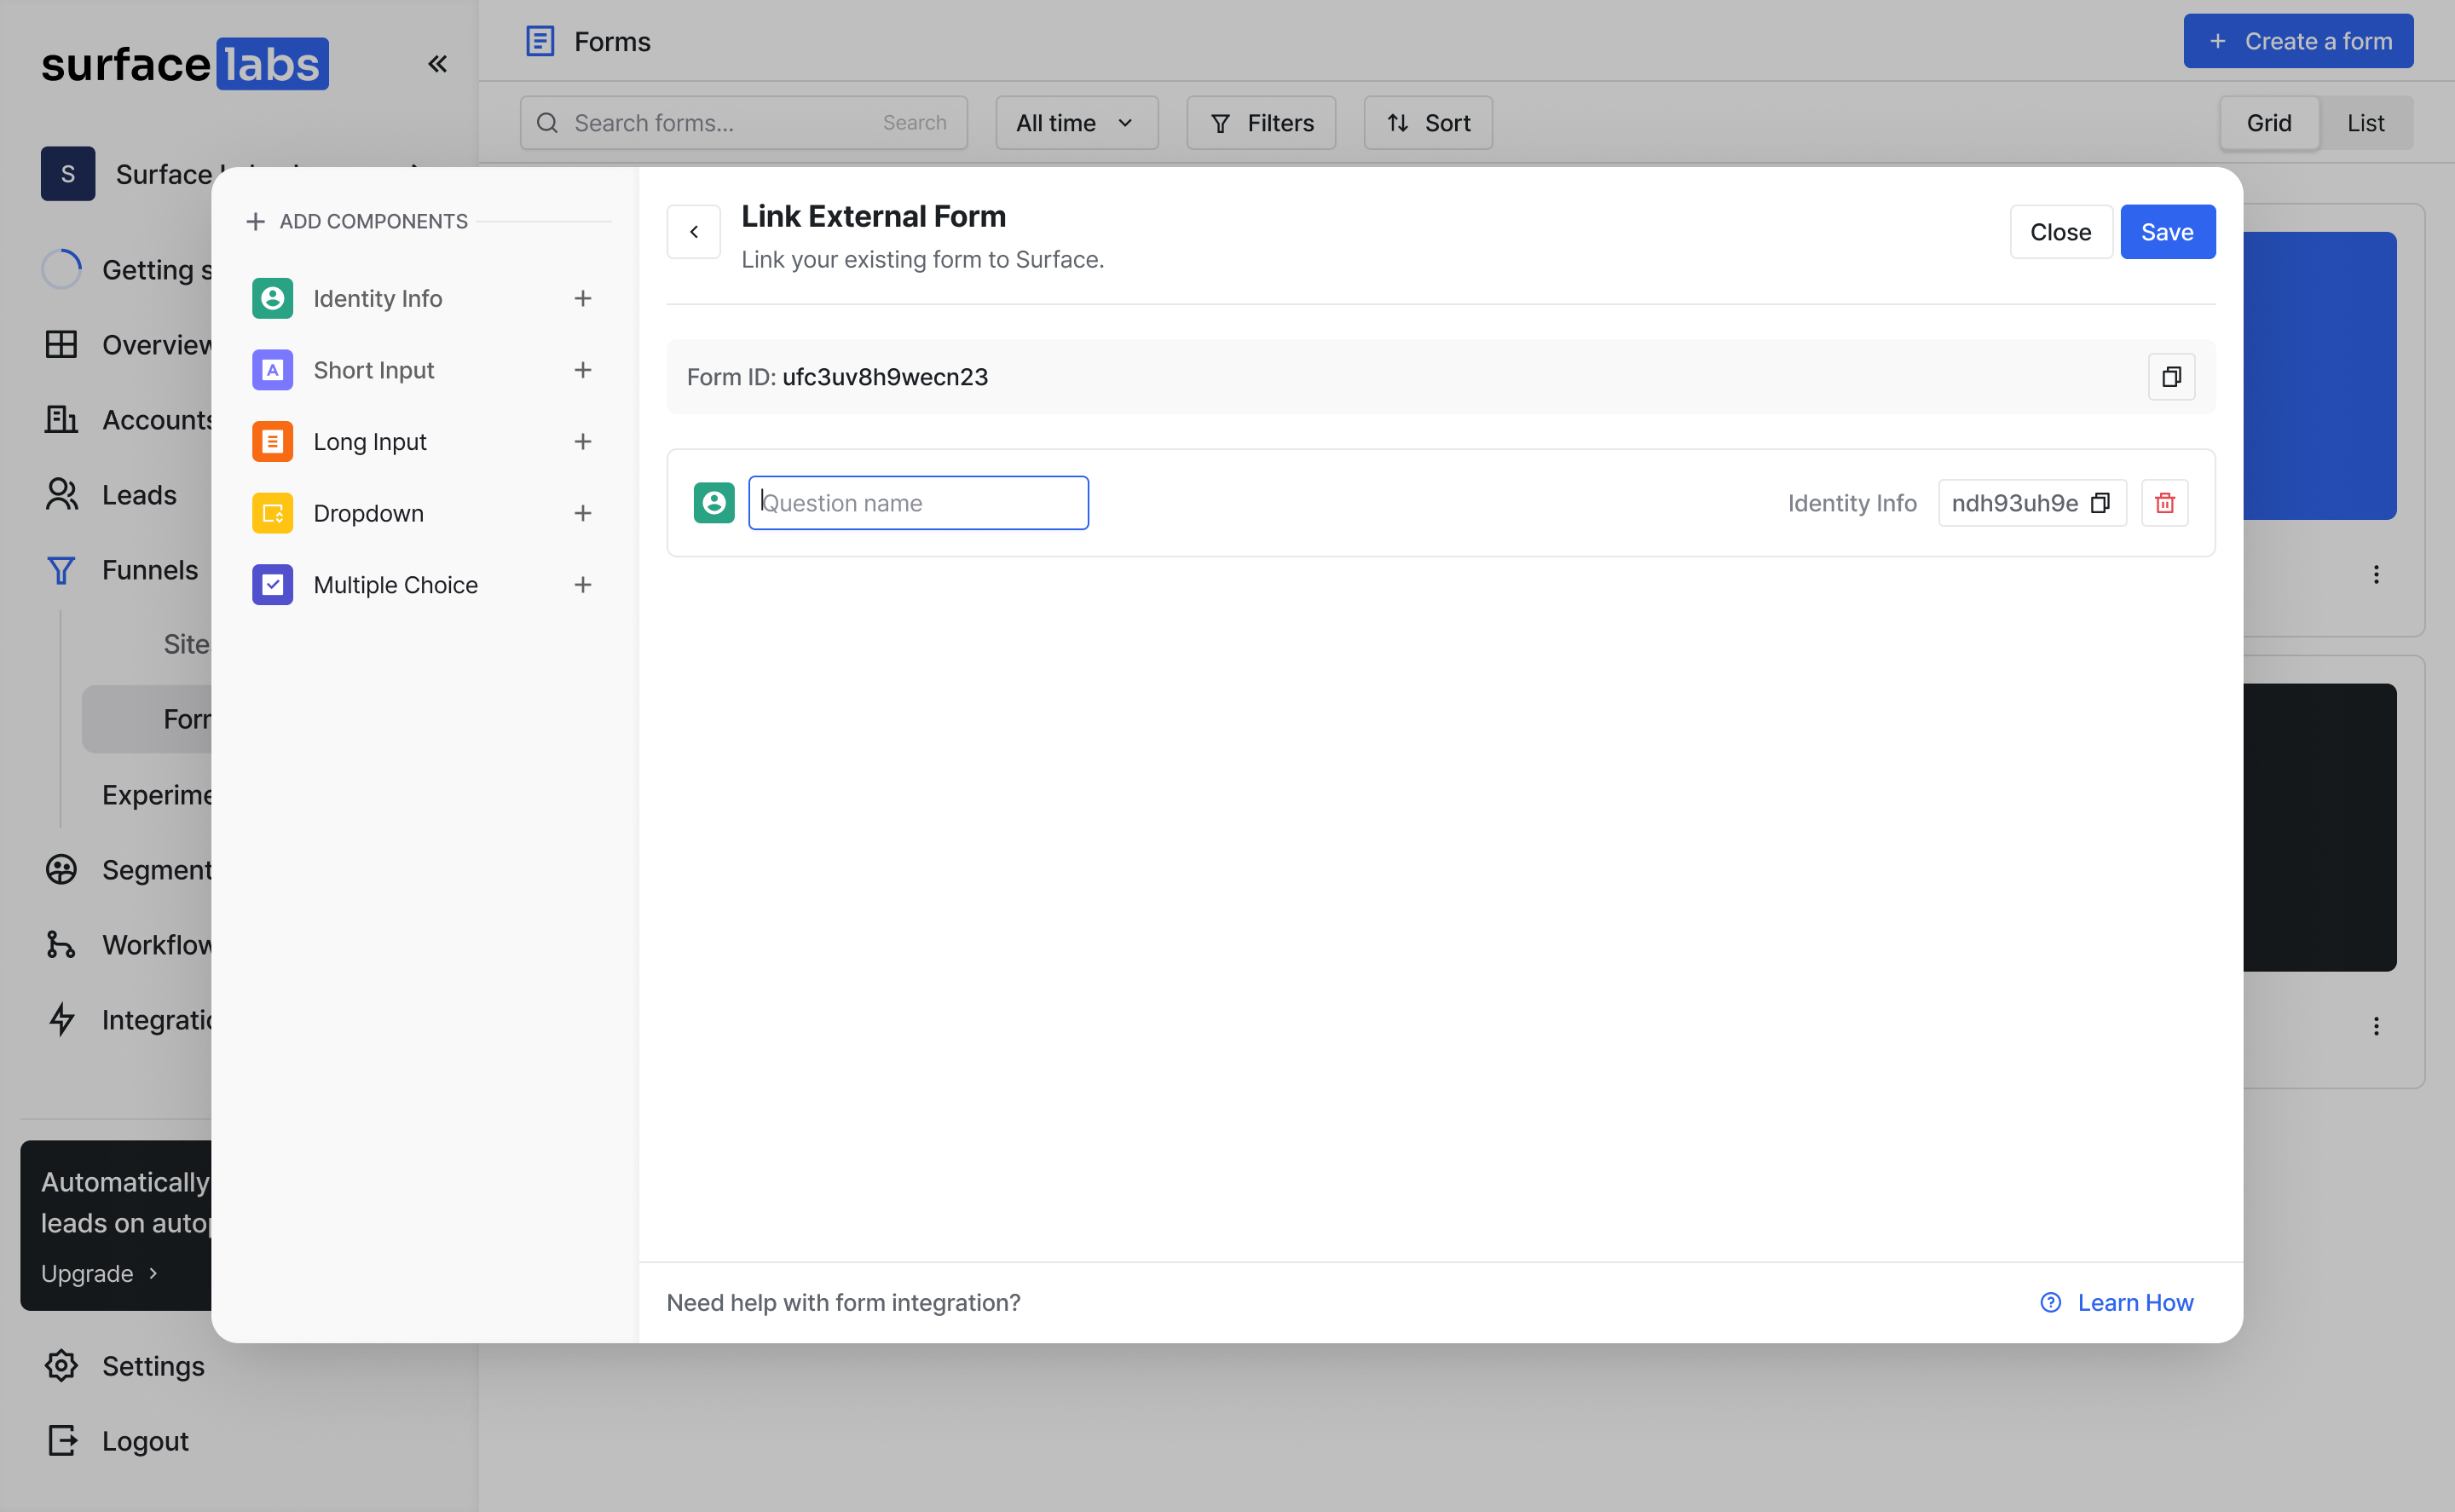 surface labs
S
Surface
Getting s
Overview
Accounts
Leads
Funnels
Site
Forr
Experime
Segment
Workflow
Integratio
Automatically
leads on autop
Upgrade
Settings
Logout
Forms
Create a form
Search forms...
Search
All time
Filters
Sort
Grid
List
ADD COMPONENTS
Identity Info
A
Short Input
Long Input
Dropdown
Multiple Choice
Link External Form
Link your existing form to Surface.
Close
Save
Form ID: ufc3uv8h9wecn23
Question name
Identity Info
ndh93uh9e
Need help with form integration?
? Learn How